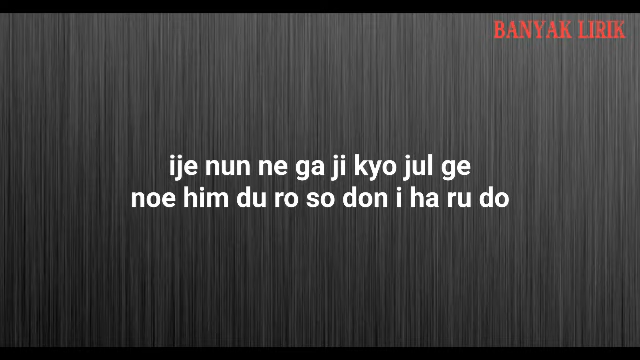 BANYAK LIRIK
ije nun ne ga ji kyo jul ge
noe him du ro so don i ha ru do